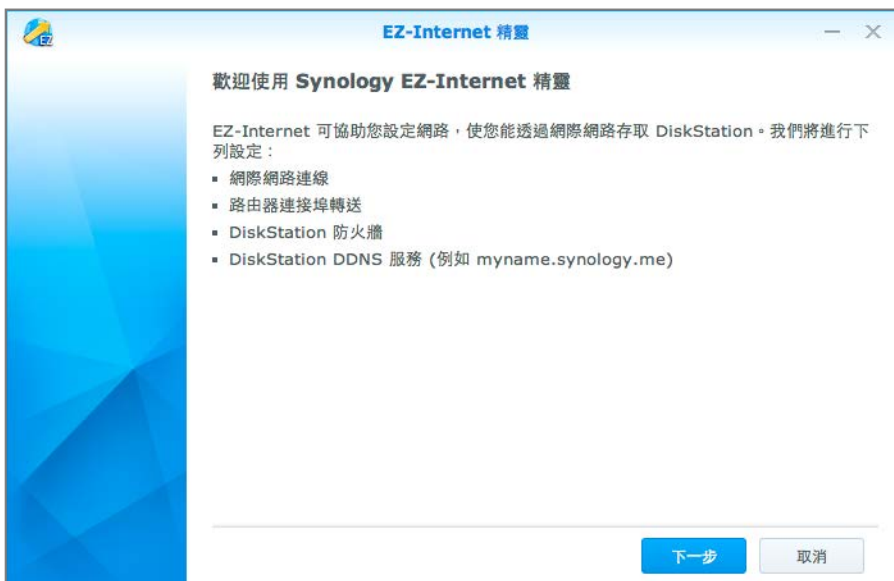 EZ
EZ-Internet 精靈
歡迎使用 Synology EZ-Internet 精靈
EZ-Internet 可協助您設定網路，使您能透過網際網路存取 DiskStation。我們將進行下
列設定：
▪ 網際網路連線
▪ 路由器連接埠轉送
▪ DiskStation 防火牆
▪ DiskStation DDNS 服務 (例如 myname.synology.me)
下一步
取消